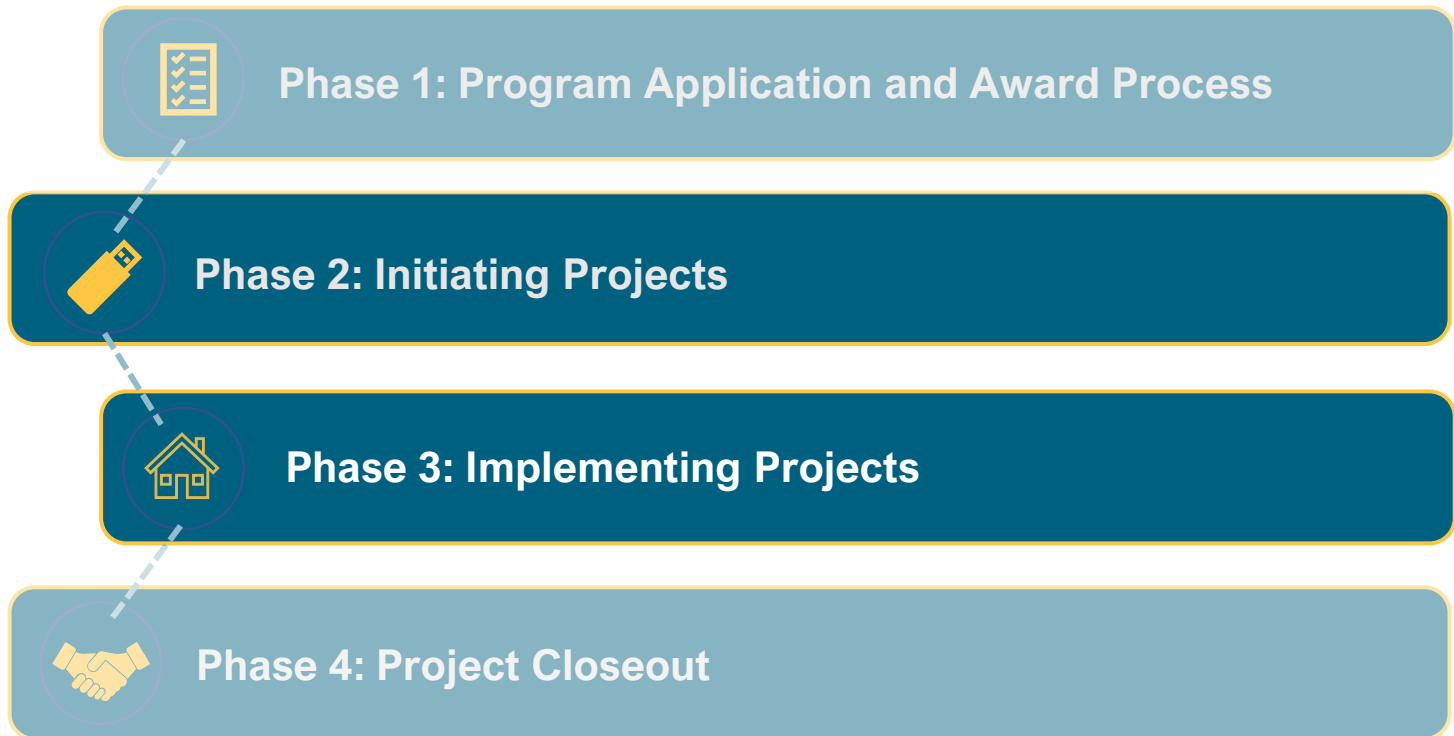 Phase 1: Program Application and Award Process
Phase 2: Initiating Projects
Phase 3: Implementing Projects
Phase 4: Project Closeout